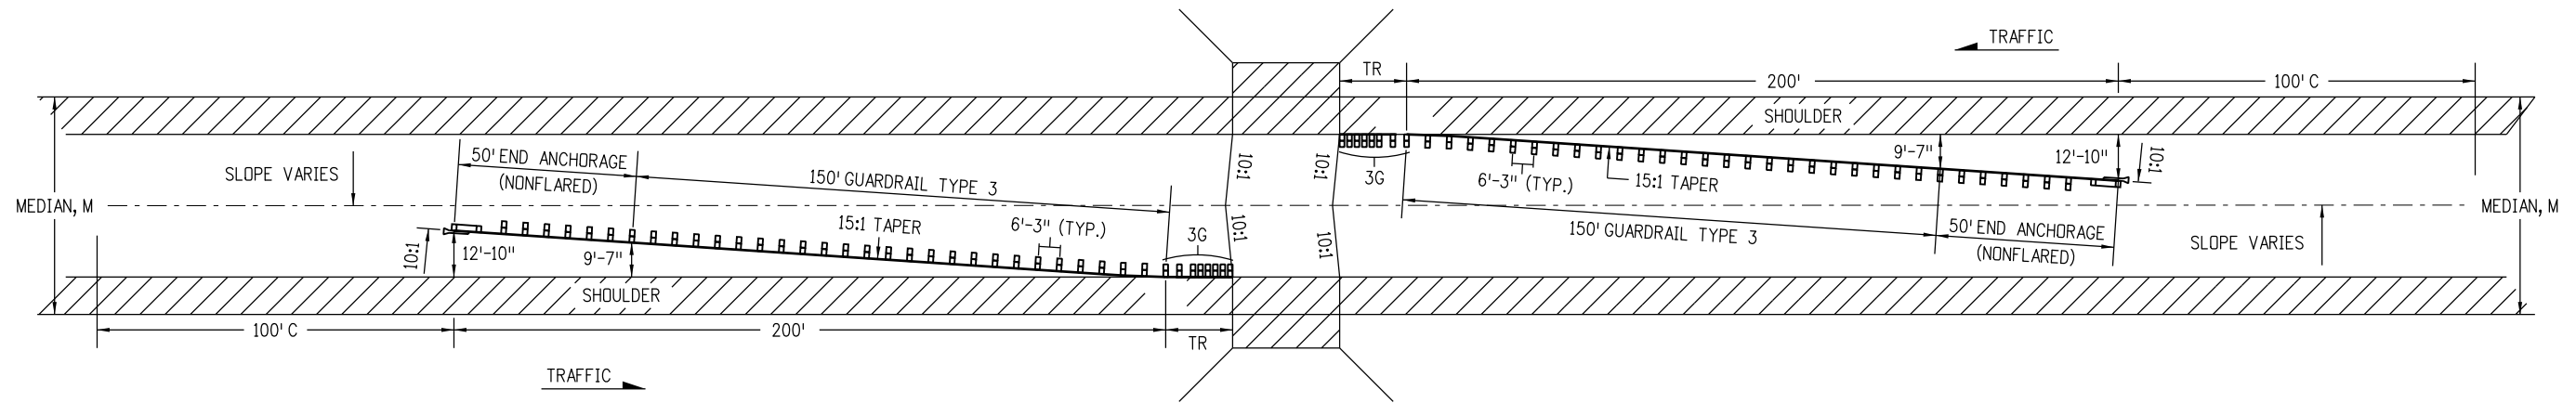 TRAFFIC
TR
200'
100' C
SHOULDER
50' END ANCHORAGE
(NONFLARED)
SLOPE VARIES
150' GUARDRAIL TYPE 3
10:1
10:1
3G
6'-3" (TYP.)
15:1 TAPER
9'-7"
12'-10"
10:1
MEDIAN, M
MEDIAN, M
10:1
12'-10"
9'-7"
15:1 TAPER
6'-3" (TYP.)
3G
10:1
10:1
150' GUARDRAIL TYPE 3
50' END ANCHORAGE
(NONFLARED)
SLOPE VARIES
SHOULDER
100' C
200'
TR
TRAFFIC